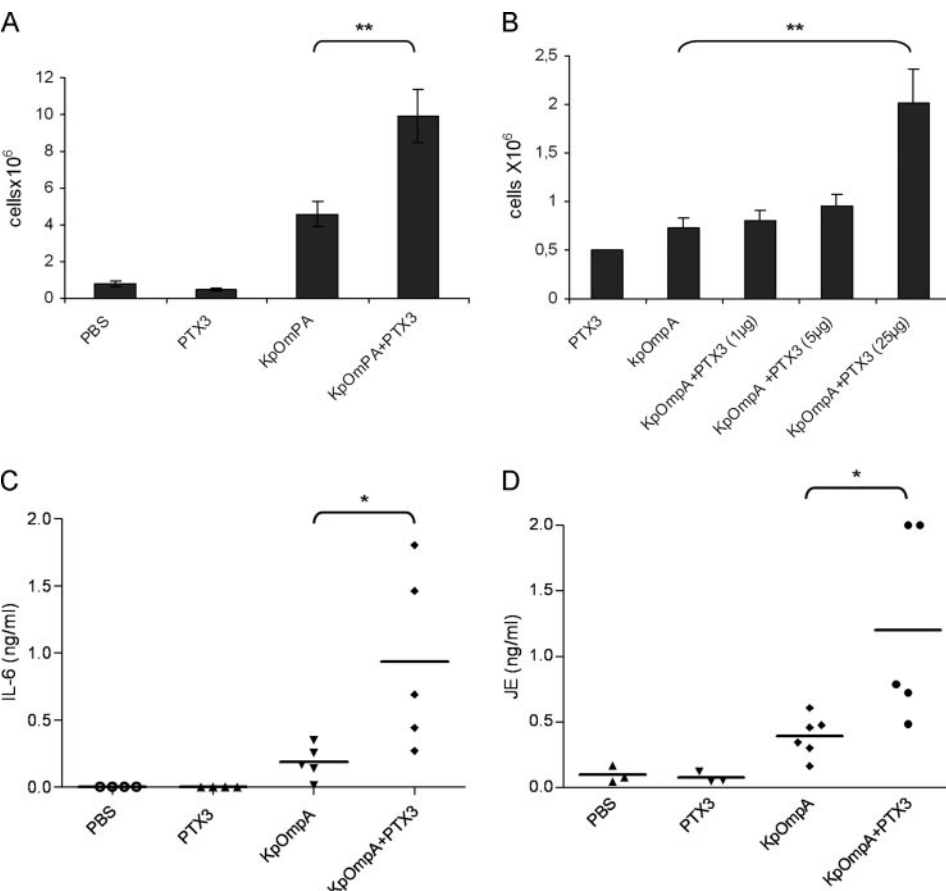 A
**
12
10
8
6
4
2
0
cellsx10⁶
PBS
PTX3
KpOmPA
KpOmPA+PTX3
B
**
2,5
2
1,5
1
0,5
0
cells X10⁶
PTX3
kpOmpA
KpOmpA +PTX3 (1µg)
KpOmpA +PTX3 (5µg)
KpOmpA+PTX3 (25µg)
C
*
2.0
1.5
1.0
0.5
0.0
IL-6 (ng/ml)
PBS
PTX3
KpOmpA
KpOmpA+PTX3
D
*
2.0
1.5
1.0
0.5
0.0
JE (ng/ml)
PBS
PTX3
KpOmpA
KpOmpA+PTX3